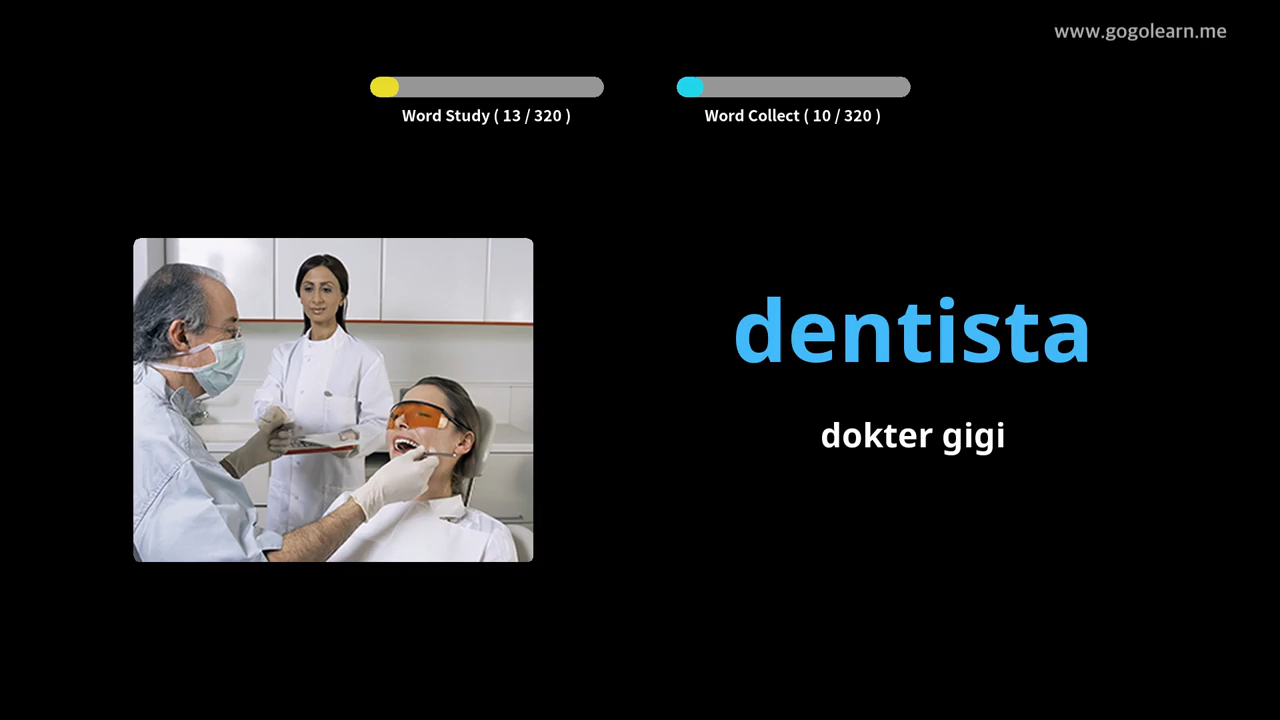 www.gogolearn.me
Word Study ( 13 / 320 )
Word Collect ( 10 / 320 )
dentista
dokter gigi